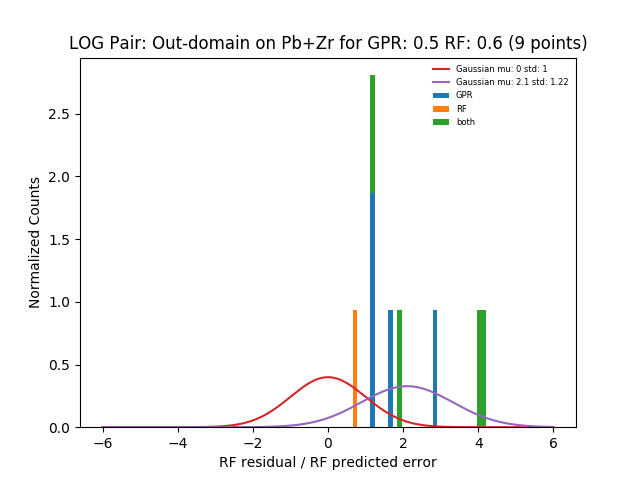 LOG Pair: Out-domain on Pb+Zr for GPR: 0.5 RF: 0.6 (9 points)
Gaussian mu: 0 std: 1
Gaussian mu: 2.1 std: 1.22
GPR
RF
both
2.5
2.0
1.5
1.0
0.5
0.0
Normalized Counts
−6 −4 −2 0 2 4 6
RF residual / RF predicted error